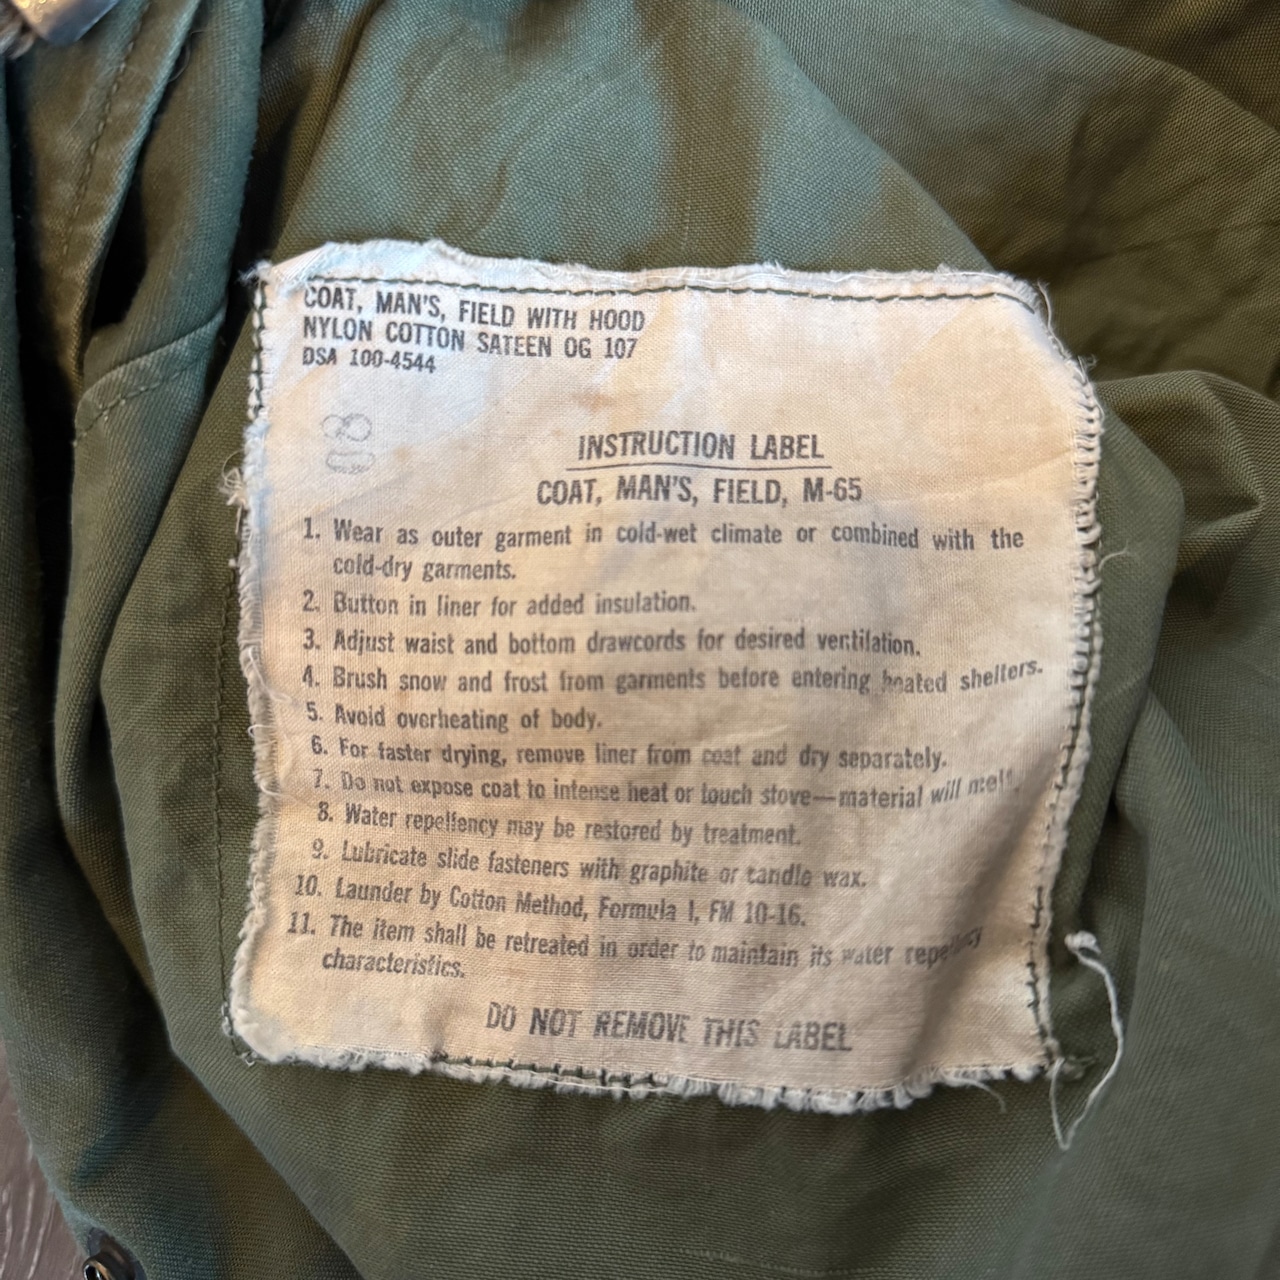 COAT, MAN'S, FIELD WITH HOOD
NYLON COTTON SATEEN OG 107
DSA 100-4544
INSTRUCTION LABEL
COAT, MAN'S, FIELD, M-65
1. Wear as outer garment in cold-wet climate or combined with the
cold-dry garments.
2. Button in liner for added insulation.
3. Adjust waist and bottom drawcords for desired ventilation.
4. Brush snow and frost from garments before entering heated shelters.
5. Avoid overheating of body.
6. For faster drying, remove liner from coat and dry separately.
7. Do not expose coat to intense heat or touch stove—material will melt.
8. Water repellency may be restored by treatment.
9. Lubricate slide fasteners with graphite or candle wax.
10. Launder by Cotton Method, Formula I, FM 10-16.
11. The item shall be retreated in order to maintain its water repellency
characteristics.
DO NOT REMOVE THIS LABEL